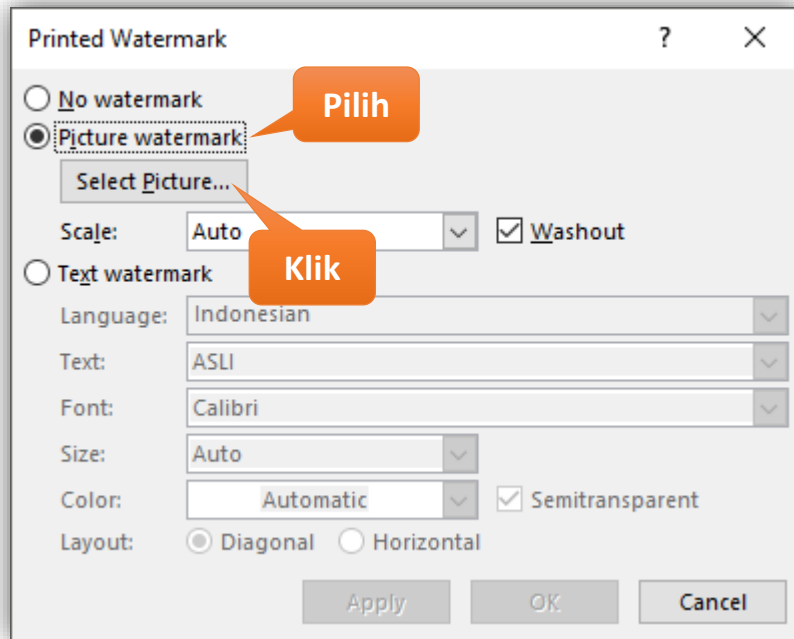 Printed Watermark ?
No watermark
Pilih
Picture watermark
Select Picture...
Scale: Auto Washout
Klik
Text watermark
Language: Indonesian
Text: ASLI
Font: Calibri
Size: Auto
Color: Automatic Semitransparent
Layout: Diagonal Horizontal
Apply OK Cancel